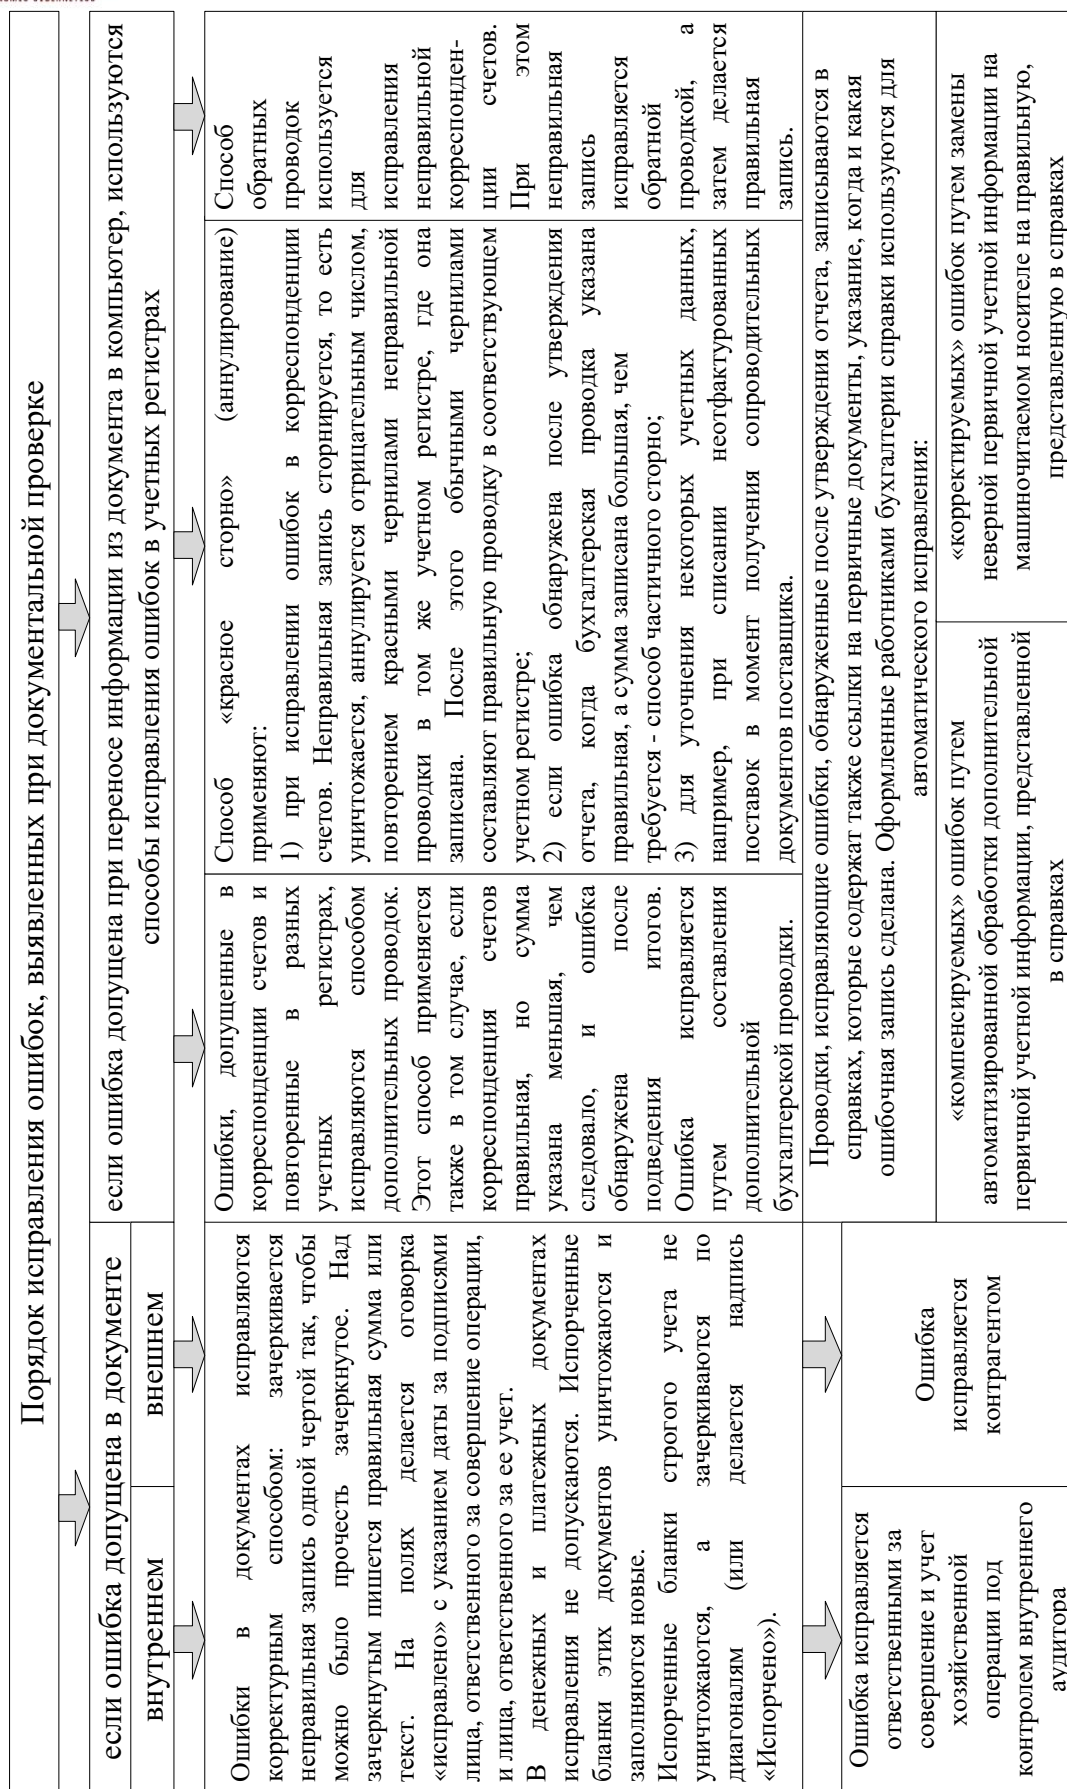 Порядок исправления ошибок, выявленных при документальной проверке
если ошибка допущена в документе
внутреннем
внешнем
если ошибка допущена при переносе информации из документа в компьютер, используются
способы исправления ошибок в учетных регистрах
Ошибки в документах исправляются
корректурным способом: зачеркивается
неправильная запись одной чертой так, чтобы
можно было прочесть зачеркнутое. Над
зачеркнутым пишется правильная сумма или
текст. На полях делается оговорка
«исправлено» с указанием даты за подписями
лица, ответственного за совершение операции,
и лица, ответственного за ее учет.
В денежных и платежных документах
исправления не допускаются. Испорченные
бланки этих документов уничтожаются и
заполняются новые.
Испорченные бланки строгого учета не
уничтожаются, а зачеркиваются по
диагоналям (или делается надпись
«Испорчено»).
Ошибки, допущенные в
корреспонденции счетов и
повторенные в разных
учетных регистрах,
исправляются способом
дополнительных проводок.
Этот способ применяется
также в том случае, если
корреспонденция счетов
правильная, но сумма
указана меньшая, чем
следовало, и ошибка
обнаружена после
подведения итогов.
Ошибка исправляется
путем составления
дополнительной
бухгалтерской проводки.
Способ «красное сторно» (аннулирование)
применяют:
1) при исправлении ошибок в корреспонденции
счетов. Неправильная запись сторнируется, то есть
уничтожается, аннулируется отрицательным числом,
повторением красными чернилами неправильной
проводки в том же учетном регистре, где она
записана. После этого обычными чернилами
составляют правильную проводку в соответствующем
учетном регистре;
2) если ошибка обнаружена после утверждения
отчета, когда бухгалтерская проводка указана
правильная, а сумма записана большая, чем
требуется - способ частичного сторно;
3) для уточнения некоторых учетных данных,
например, при списании неотфактурованных
поставок в момент получения сопроводительных
документов поставщика.
Способ
обратных
проводок
используется
для
исправления
неправильной
корреспонден-
ции счетов.
При этом
неправильная
запись
исправляется
обратной
проводкой, а
затем делается
правильная
запись.
Ошибка исправляется
ответственными за
совершение и учет
хозяйственной
операции под
контролем внутреннего
аудитора
Ошибка
исправляется
контрагентом
Проводки, исправляющие ошибки, обнаруженные после утверждения отчета, записываются в
справках, которые содержат также ссылки на первичные документы, указание, когда и какая
ошибочная запись сделана. Оформленные работниками бухгалтерии справки используются для
автоматического исправления:
«компенсируемых» ошибок путем
автоматизированной обработки дополнительной
первичной учетной информации, представленной
в справках
«корректируемых» ошибок путем замены
неверной первичной учетной информации на
машиночитаемом носителе на правильную,
представленную в справках